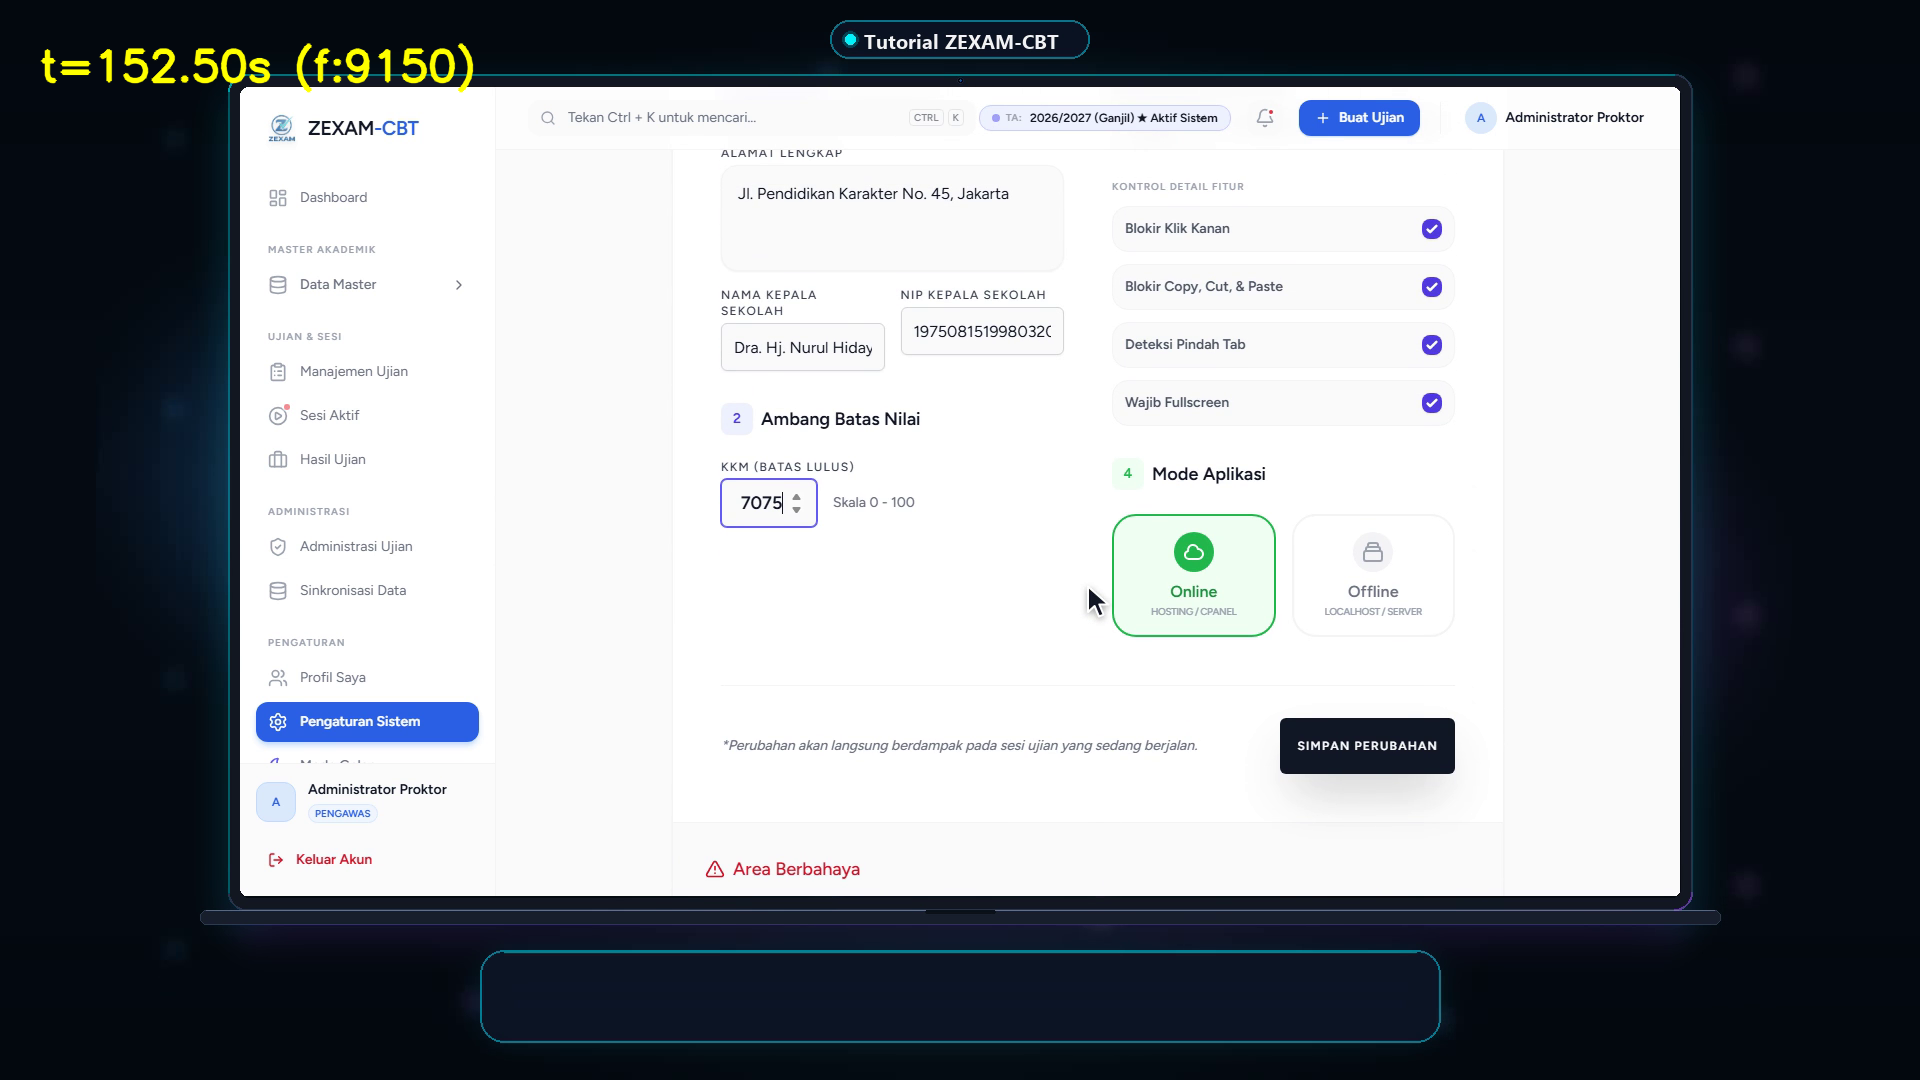 Tutorial ZEXAM-CBT
t=152.50s (f:9150)
ZEXAM
ZEXAM-CBT
Tekan Ctrl + K untuk mencari...
CTRL K
TA: 2026/2027 (Ganjil) ★ Aktif Sistem
+ Buat Ujian
A
Administrator Proktor
Dashboard
MASTER AKADEMIK
Data Master
UJIAN & SESI
Manajemen Ujian
Sesi Aktif
Hasil Ujian
ADMINISTRASI
Administrasi Ujian
Sinkronisasi Data
PENGATURAN
Profil Saya
Pengaturan Sistem
A
Administrator Proktor
PENGAWAS
Keluar Akun
ALAMAT LENGKAP
Jl. Pendidikan Karakter No. 45, Jakarta
NAMA KEPALA
SEKOLAH
Dra. Hj. Nurul Hiday
NIP KEPALA SEKOLAH
197508151998032
2
Ambang Batas Nilai
KKM (BATAS LULUS)
7075
Skala 0 - 100
KONTROL DETAIL FITUR
Blokir Klik Kanan
Blokir Copy, Cut, & Paste
Deteksi Pindah Tab
Wajib Fullscreen
4
Mode Aplikasi
Online
HOSTING / CPANEL
Offline
LOCALHOST / SERVER
*Perubahan akan langsung berdampak pada sesi ujian yang sedang berjalan.
SIMPAN PERUBAHAN
Area Berbahaya